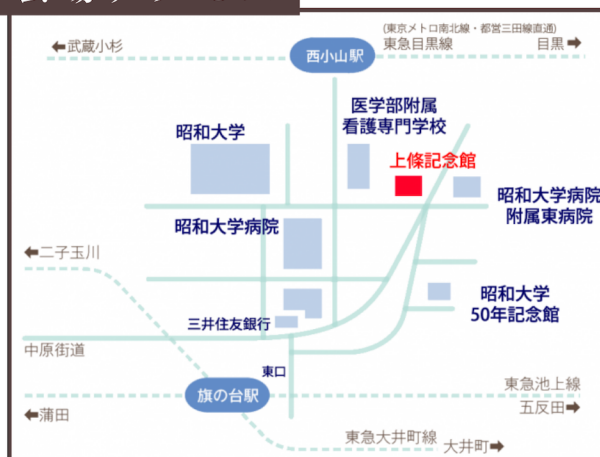 ←武蔵小杉
西小山駅
(東京メトロ南北線・都営三田線直通)
東急目黒線
目黒→
医学部附属
看護専門学校
昭和大学
上條記念館
昭和大学病院
附属東病院
昭和大学病院
←二子玉川
昭和大学
50年記念館
三井住友銀行
中原街道
東口
旗の台駅
東急池上線
五反田→
←蒲田
東急大井町線
大井町→